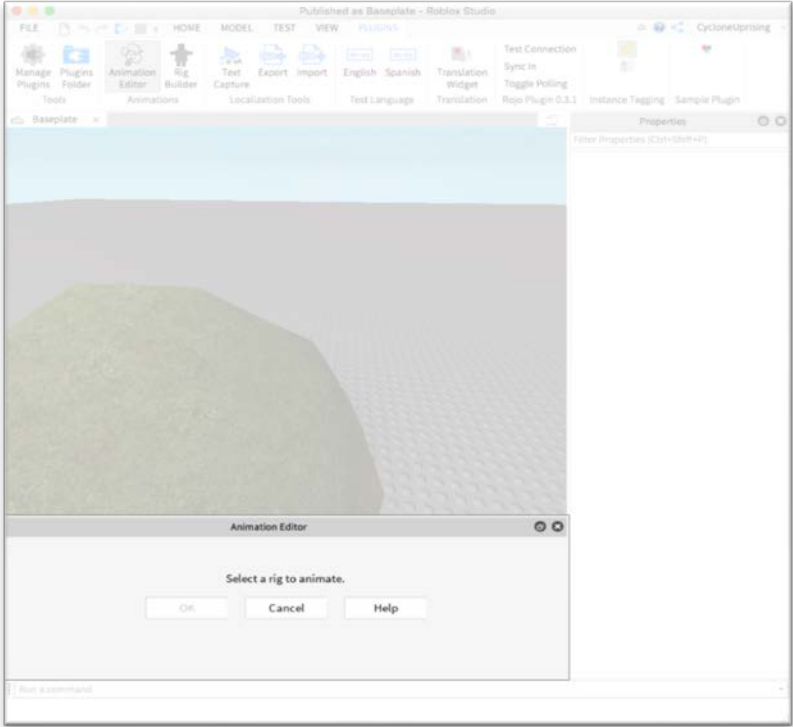 Published as Baseplate - Roblox Studio
FILE HOME MODEL TEST VIEW PLUGINS CycloneUprising
Manage Plugins Plugins Folder Animation Editor Rig Builder Text Capture Export Import English Spanish Translation Widget Test Connection
Sync In
Toggle Polling
Tools Animations Localization Tools Test Language Translation Rojo Plugin 0.3.1 Instance Tagging Sample Plugin
Baseplate × Properties
Filter Properties (Ctrl+Shift+P)
Animation Editor
Select a rig to animate.
OK Cancel Help
Run a command